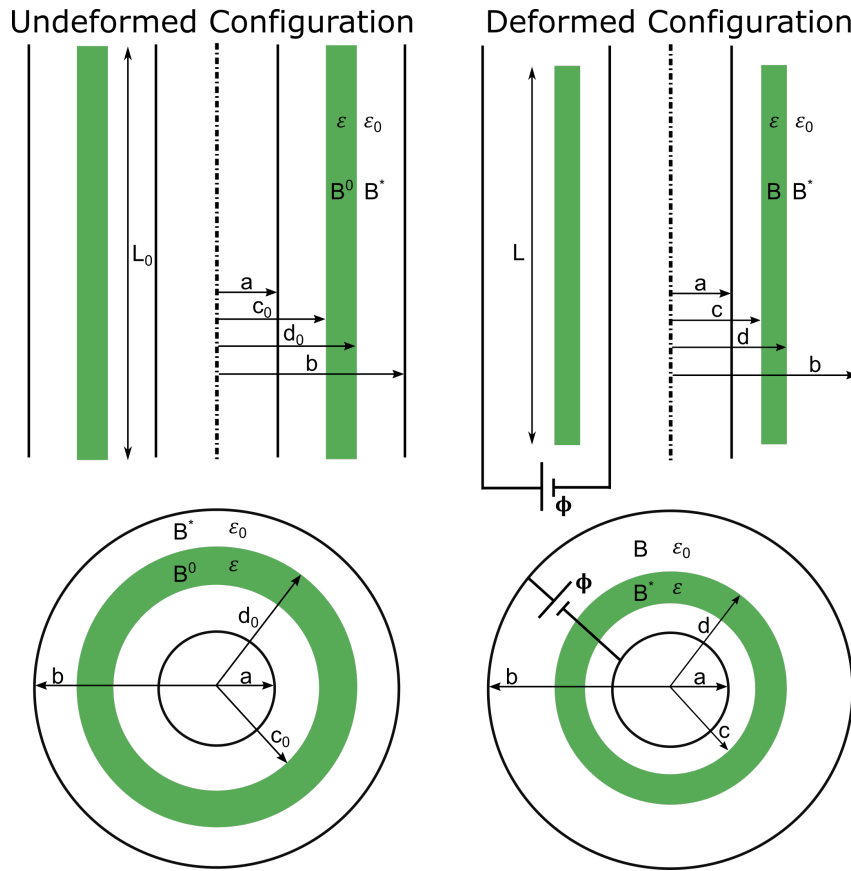 Undeformed Configuration
Deformed Configuration
ε ε₀
B⁰ B*
L₀
a
c₀
d₀
b
ε ε₀
B B*
L
a
c
d
b
ϕ
B* ε₀
B⁰ ε
d₀
b
a
c₀
B ε₀
ϕ
B* ε
d
b
a
c